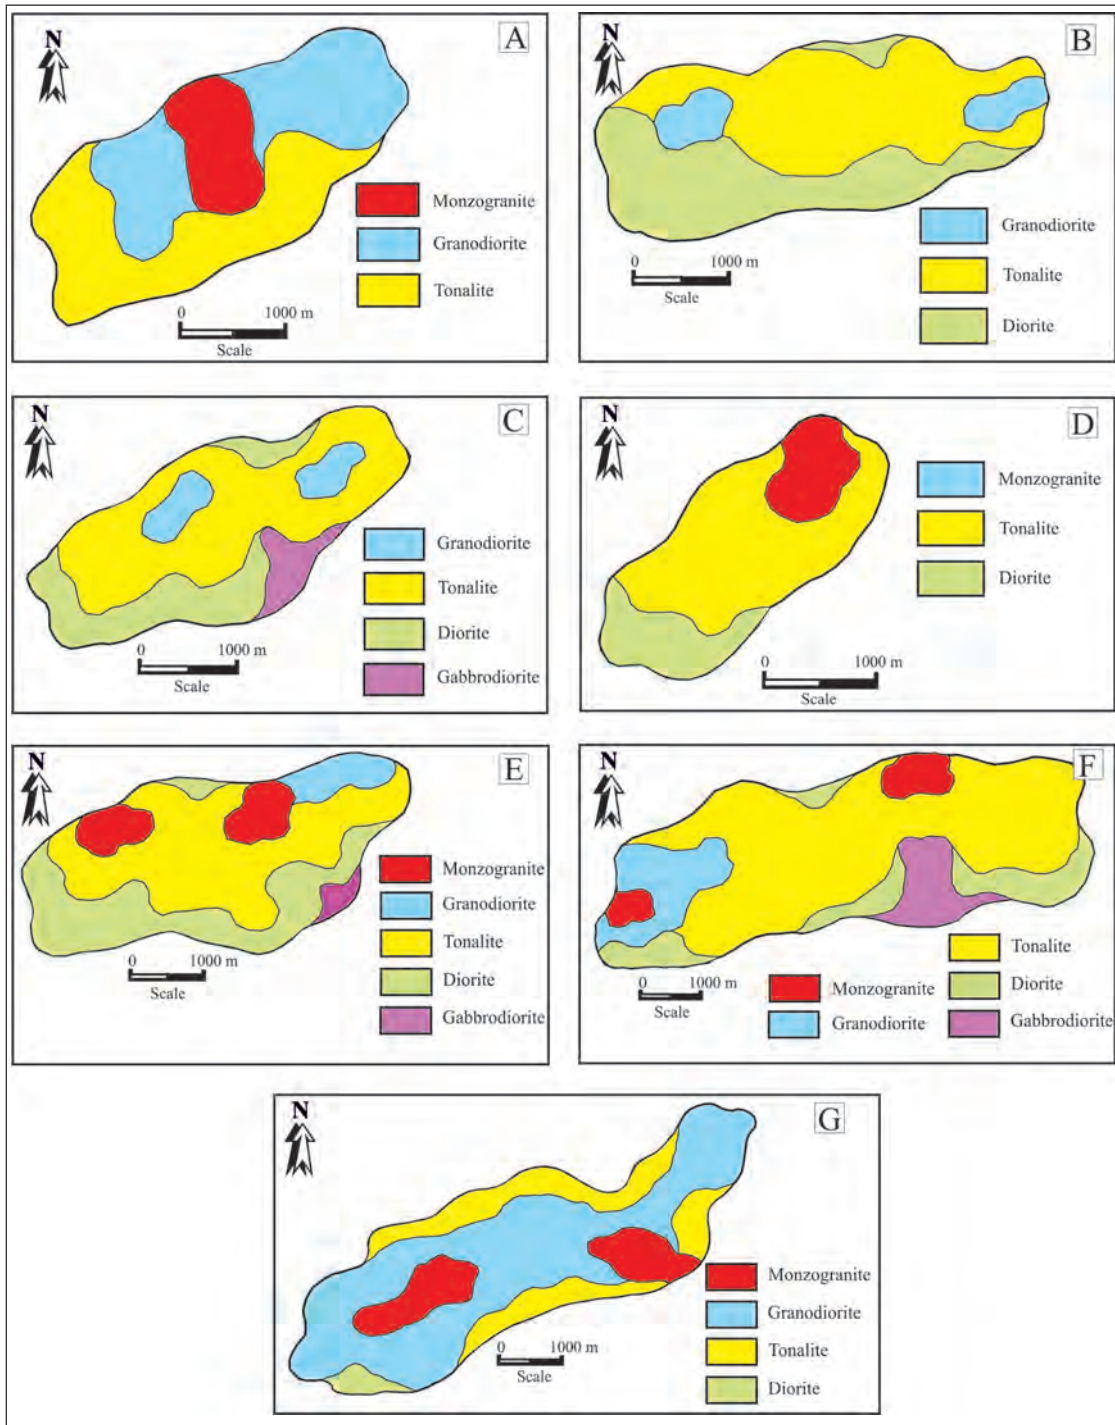 N
A
Monzogranite
Granodiorite
Tonalite
0 1000 m
Scale
N
B
Granodiorite
Tonalite
Diorite
0 1000 m
Scale
N
C
Granodiorite
Tonalite
Diorite
Gabbrodiorite
0 1000 m
Scale
N
D
Monzogranite
Tonalite
Diorite
0 1000 m
Scale
N
E
Monzogranite
Granodiorite
Tonalite
Diorite
Gabbrodiorite
0 1000 m
Scale
N
F
Tonalite
Monzogranite Diorite
Granodiorite Gabbrodiorite
0 1000 m
Scale
N
G
Monzogranite
Granodiorite
Tonalite
Diorite
0 1000 m
Scale